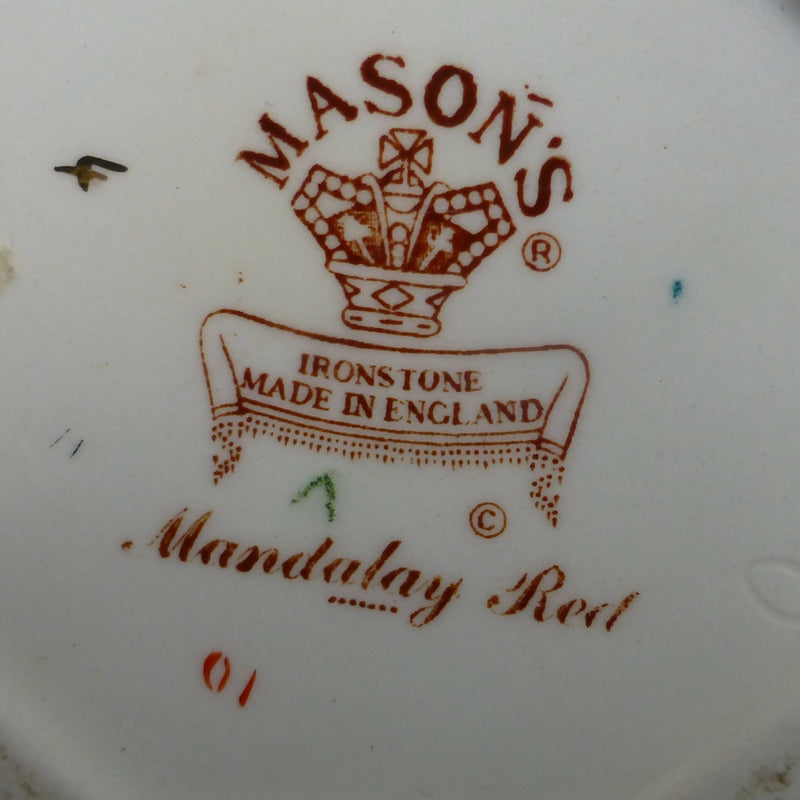 MASON'S
®
IRONSTONE
MADE IN ENGLAND
©
Mandalay Red
01